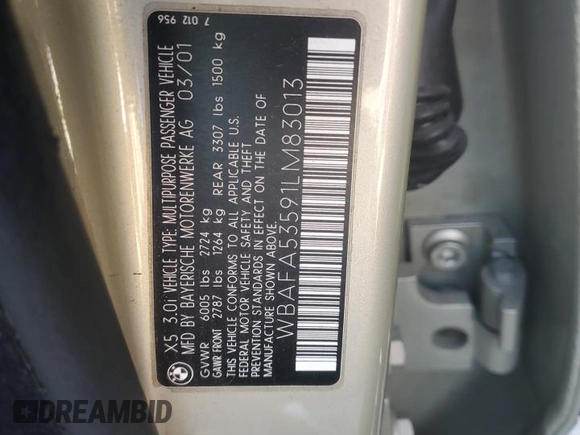 7 012 956
X5 3.0i VEHICLE TYPE: MULTIPURPOSE PASSENGER VEHICLE
MFD BY BAYERISCHE MOTORENWERKE AG 03/01
GVWR 6005 lbs 2724 kg
GAWR FRONT 2787 lbs 1264 kg REAR 3307 lbs 1500 kg
THIS VEHICLE CONFORMS TO ALL APPLICABLE U.S.
FEDERAL MOTOR VEHICLE SAFETY AND THEFT
PREVENTION STANDARDS IN EFFECT ON THE DATE OF
MANUFACTURE SHOWN ABOVE.
WBAFA53591LM83013
DREAMBID